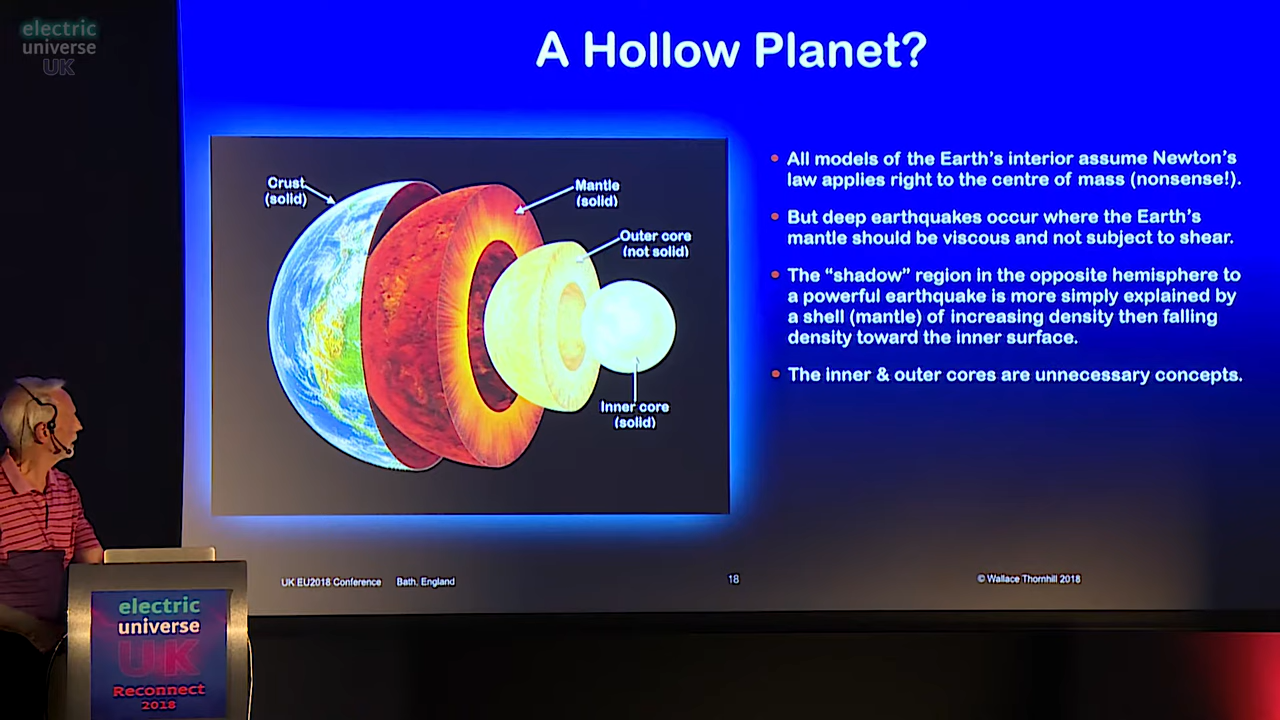 electric
universe
UK
A Hollow Planet?
Crust
(solid)
Mantle
(solid)
Outer core
(not solid)
Inner core
(solid)
• All models of the Earth's interior assume Newton's
law applies right to the centre of mass (nonsense!).
• But deep earthquakes occur where the Earth's
mantle should be viscous and not subject to shear.
• The “shadow” region in the opposite hemisphere to
a powerful earthquake is more simply explained by
a shell (mantle) of increasing density then falling
density toward the inner surface.
• The inner & outer cores are unnecessary concepts.
UK EU2018 Conference Bath, England
18
© Wallace Thornhill 2018
electric
universe
UK
Reconnect
2018